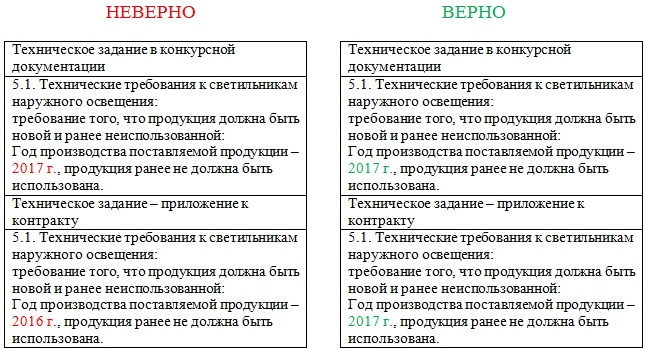 НЕВЕРНО
Техническое задание в конкурсной
документации
5.1. Технические требования к светильникам
наружного освещения:
требование того, что продукция должна быть
новой и ранее неиспользованной:
Год производства поставляемой продукции –
2017 г., продукция ранее не должна быть
использована.
Техническое задание – приложение к
контракту
5.1. Технические требования к светильникам
наружного освещения:
требование того, что продукция должна быть
новой и ранее неиспользованной:
Год производства поставляемой продукции –
2016 г., продукция ранее не должна быть
использована.
ВЕРНО
Техническое задание в конкурсной
документации
5.1. Технические требования к светильникам
наружного освещения:
требование того, что продукция должна быть
новой и ранее неиспользованной:
Год производства поставляемой продукции –
2017 г., продукция ранее не должна быть
использована.
Техническое задание – приложение к
контракту
5.1. Технические требования к светильникам
наружного освещения:
требование того, что продукция должна быть
новой и ранее неиспользованной:
Год производства поставляемой продукции –
2017 г., продукция ранее не должна быть
использована.